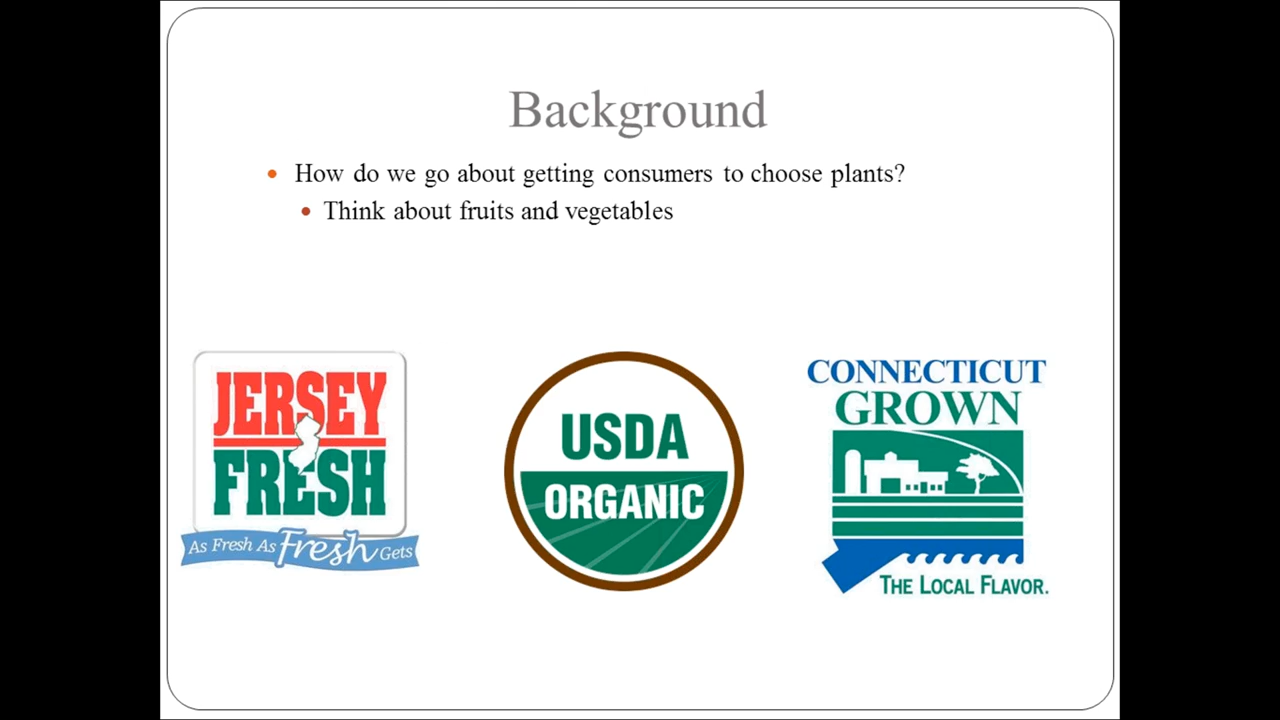 Background
How do we go about getting consumers to choose plants?
Think about fruits and vegetables
JERSEY
FRESH
As Fresh As Fresh Gets
USDA
ORGANIC
CONNECTICUT
GROWN
THE LOCAL FLAVOR.